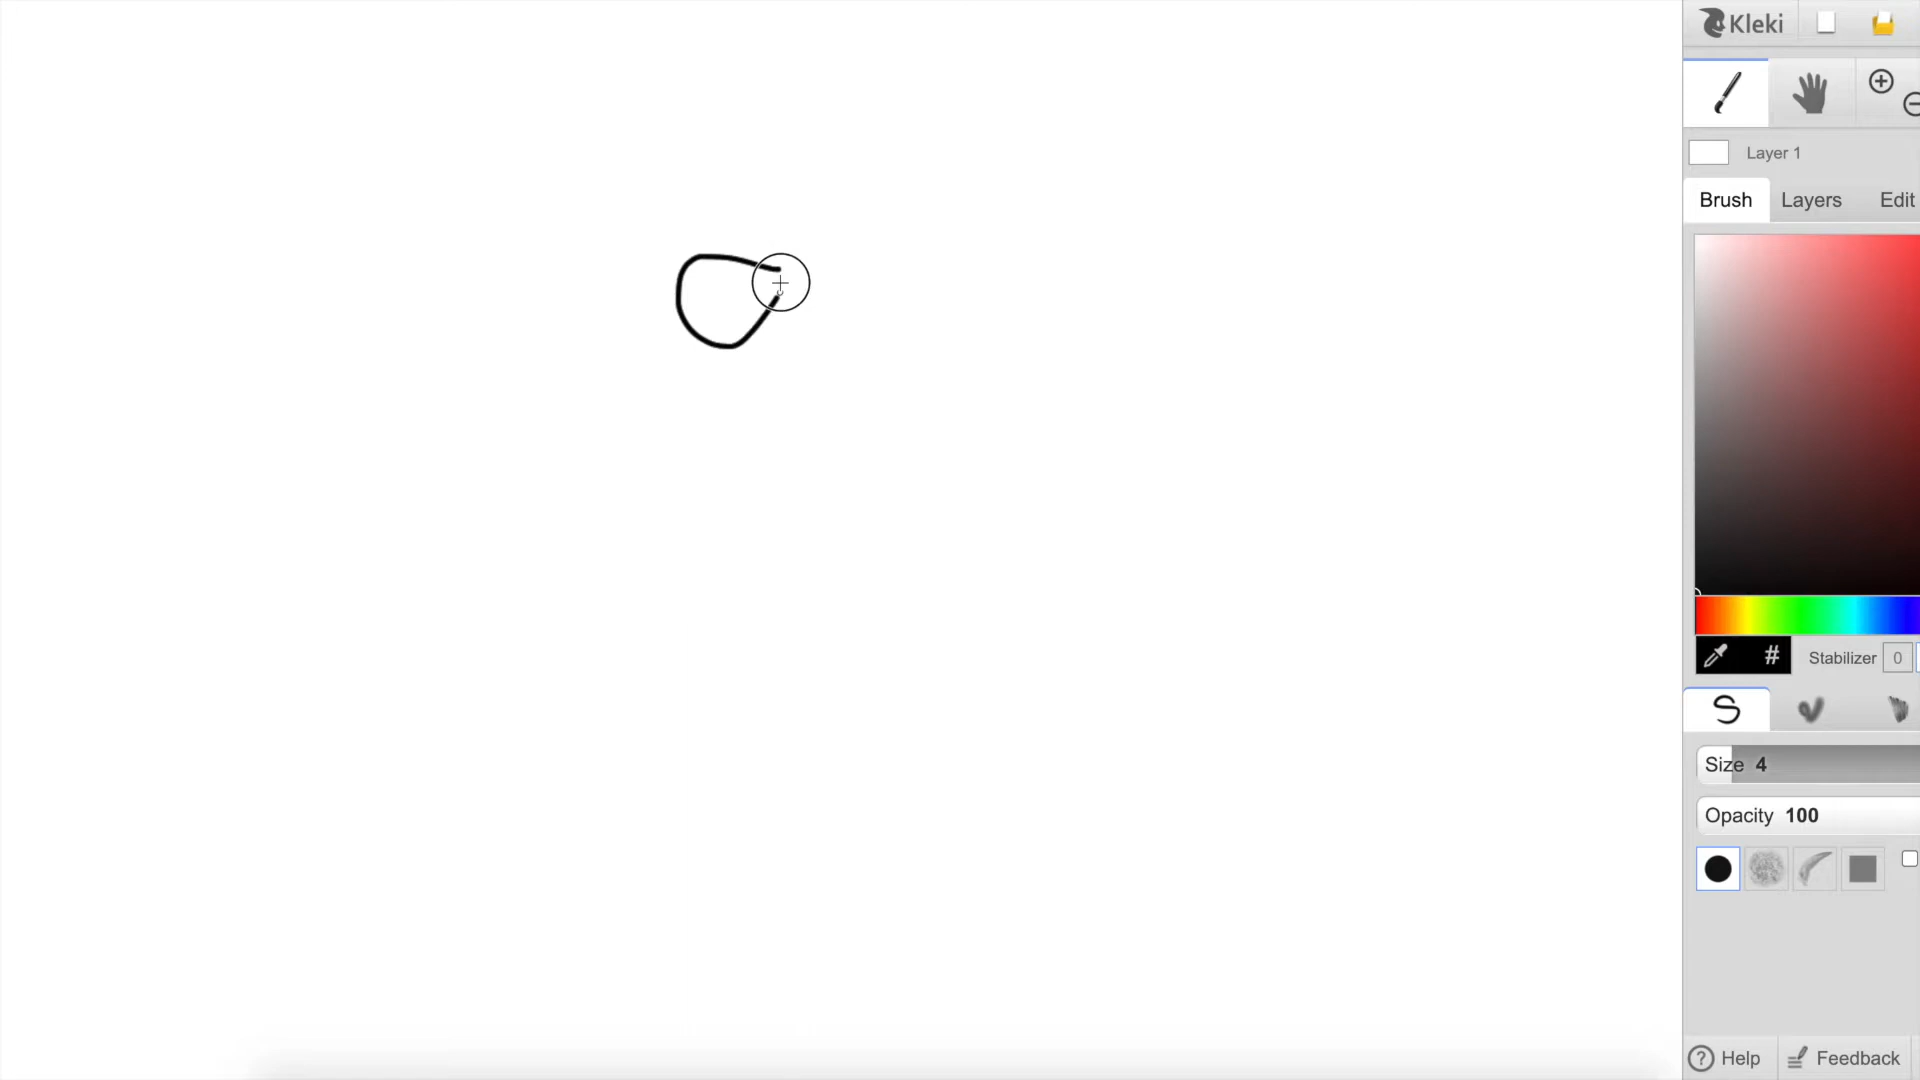 Kleki
Layer 1
Brush Layers Edit
# Stabilizer 0
Size 4
Opacity 100
? Help Feedback